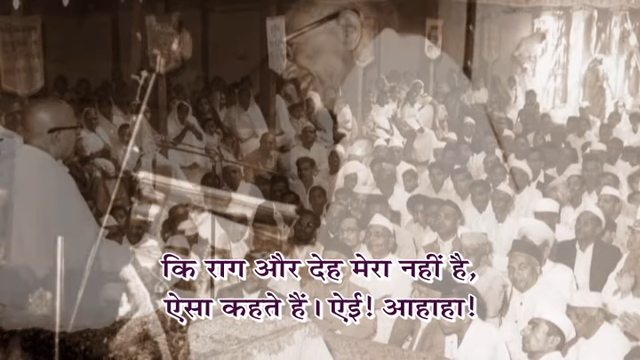 कि राग और देह मेरा नहीं है,
ऐसा कहते हैं। ऐई! आहाहा!